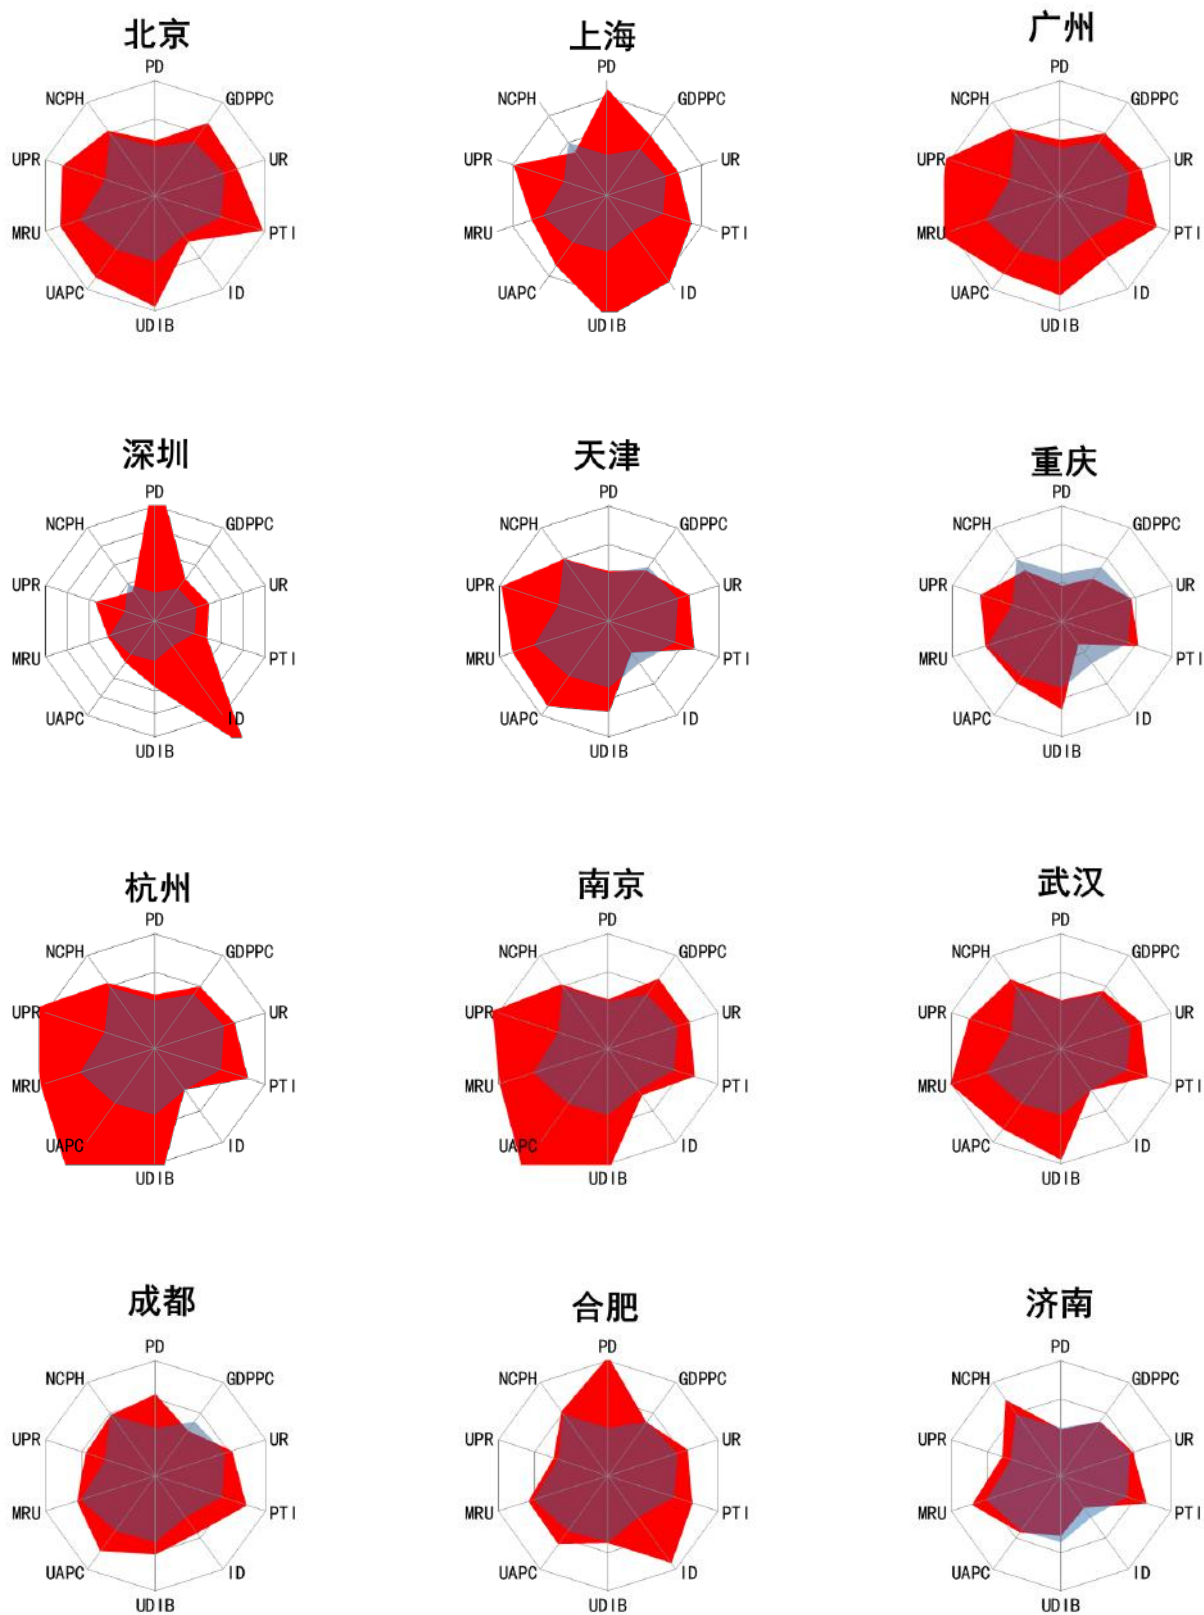 北京
PD
NCPH
GDPPC
UPR
UR
MRU
PTI
UAPC
ID
UDIB
上海
PD
NCPH
GDPPC
UPR
UR
MRU
PTI
UAPC
ID
UDIB
广州
PD
NCPH
GDPPC
UPR
UR
MRU
PTI
UAPC
ID
UDIB
深圳
PD
NCPH
GDPPC
UPR
UR
MRU
PTI
UAPC
ID
UDIB
天津
PD
NCPH
GDPPC
UPR
UR
MRU
PTI
UAPC
ID
UDIB
重庆
PD
NCPH
GDPPC
UPR
UR
MRU
PTI
UAPC
ID
UDIB
杭州
PD
NCPH
GDPPC
UPR
UR
MRU
PTI
UAPC
ID
UDIB
南京
PD
NCPH
GDPPC
UPR
UR
MRU
PTI
UAPC
ID
UDIB
武汉
PD
NCPH
GDPPC
UPR
UR
MRU
PTI
UAPC
ID
UDIB
成都
PD
NCPH
GDPPC
UPR
UR
MRU
PTI
UAPC
ID
UDIB
合肥
PD
NCPH
GDPPC
UPR
UR
MRU
PTI
UAPC
ID
UDIB
济南
PD
NCPH
GDPPC
UPR
UR
MRU
PTI
UAPC
ID
UDIB